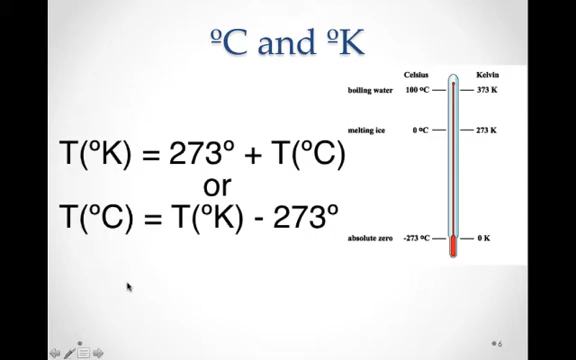 ºC and ºK
Celsius Kelvin
boiling water 100 ºC 373 K
melting ice 0 ºC 273 K
T(ºK) = 273º + T(ºC)
or
T(ºC) = T(ºK) - 273º
absolute zero -273 ºC 0 K
6